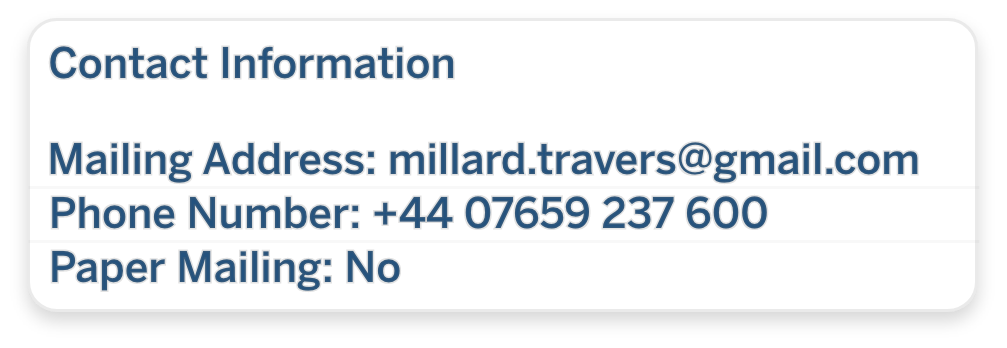 Contact Information
Mailing Address: millard.travers@gmail.com
Phone Number: +44 07659 237 600
Paper Mailing: No